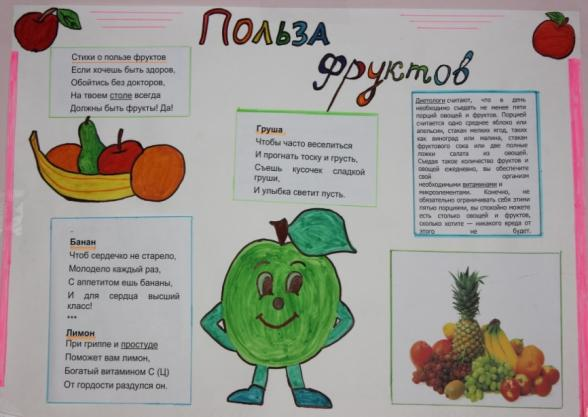 Польза
фруктов
Стихи о пользе фруктов
Если хочешь быть здоров,
Обойтись без докторов,
На твоем столе всегда
Должны быть фрукты! Да!
Груша
Чтобы часто веселиться
И прогнать тоску и грусть,
Съешь кусочек сладкой
груши,
И улыбка светит пусть.
Диетологи считают, что в день
необходимо съедать не менее пяти
порций овощей и фруктов. Порцией
считается одно среднее яблоко или
апельсин, стакан мелких ягод, таких
как виноград или малина, стакан
фруктового сока или две полные
ложки салата из овощей.
Съедая такое количество фруктов и
овощей ежедневно, вы обеспечите
свой организм
необходимыми витаминами и
микроэлементами. Конечно, не
обязательно ограничивать себя этими
пятью порциями, вы спокойно можете
есть столько овощей и фруктов,
сколько хотите — никакого вреда от
этого не будет.
Банан
Чтоб сердечко не старело,
Молодело каждый раз,
С аппетитом ешь бананы,
И для сердца высший
класс!
***
Лимон
При гриппе и простуде
Поможет вам лимон,
Богатый витамином С (Ц)
От гордости раздулся он.